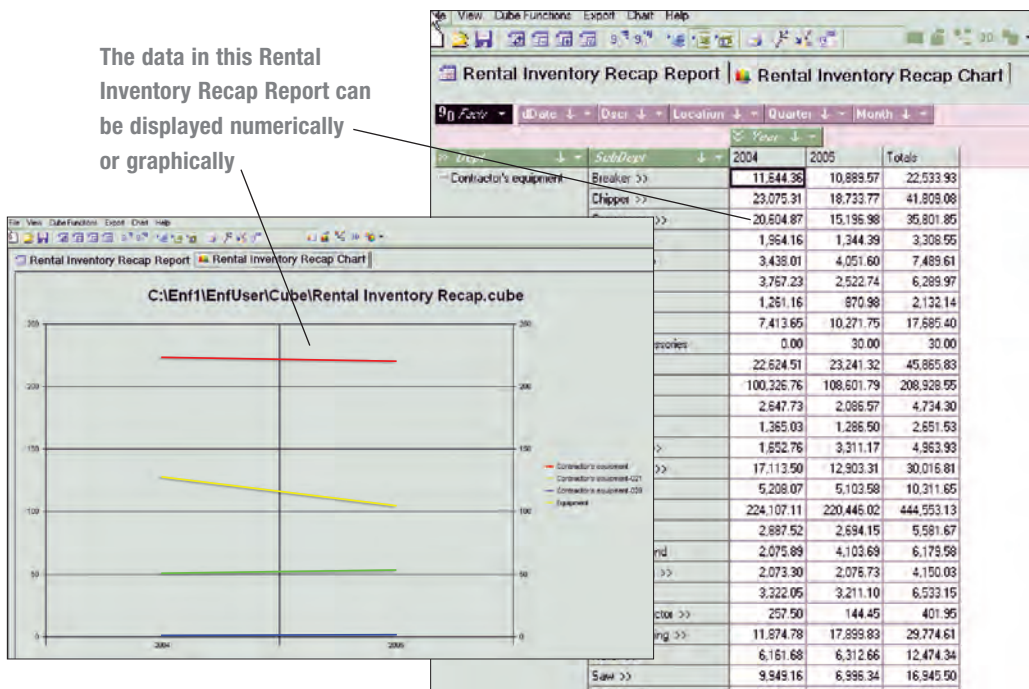 The data in this Rental
Inventory Recap Report can
be displayed numerically
or graphically
View Cube Functions Export Chart Help
Rental Inventory Recap Report Rental Inventory Recap Chart
Facts dDate Descr Location Quarter Month
Year
Dept SubDept 2004 2005 Totals
Contractor's equipment Breaker >> 11,644.36 10,889.57 22,533.93
Chipper >> 23,075.31 18,733.77 41,809.08
>> 20,604.87 15,196.98 35,801.85
1,964.16 1,344.39 3,308.55
3,438.01 4,051.60 7,489.61
3,767.23 2,522.74 6,289.97
1,261.16 870.98 2,132.14
7,413.65 10,271.75 17,685.40
ssories 0.00 30.00 30.00
22,624.51 23,241.32 45,865.83
100,326.76 108,601.79 208,928.55
2,647.73 2,086.57 4,734.30
1,365.03 1,286.50 2,651.53
>> 1,652.76 3,311.17 4,963.93
>> 17,113.50 12,903.31 30,016.81
5,208.07 5,103.58 10,311.65
224,107.11 220,446.02 444,553.13
2,887.52 2,694.15 5,581.67
nd 2,075.89 4,103.69 6,179.58
>> 2,073.30 2,076.73 4,150.03
3,322.05 3,211.10 6,533.15
ctor >> 257.50 144.45 401.95
ng >> 11,874.78 17,899.83 29,774.61
6,161.68 6,312.66 12,474.34
Saw >> 9,949.16 6,996.34 16,945.50
File View Cube Functions Export Chart Help
Rental Inventory Recap Report Rental Inventory Recap Chart
C:\Enf1\EnfUser\Cube\Rental Inventory Recap.cube
250 250
200 200
150 150
100 100
50 50
0 0
2004 2005
Contractor's equipment
Contractor's equipment-021
Equipment